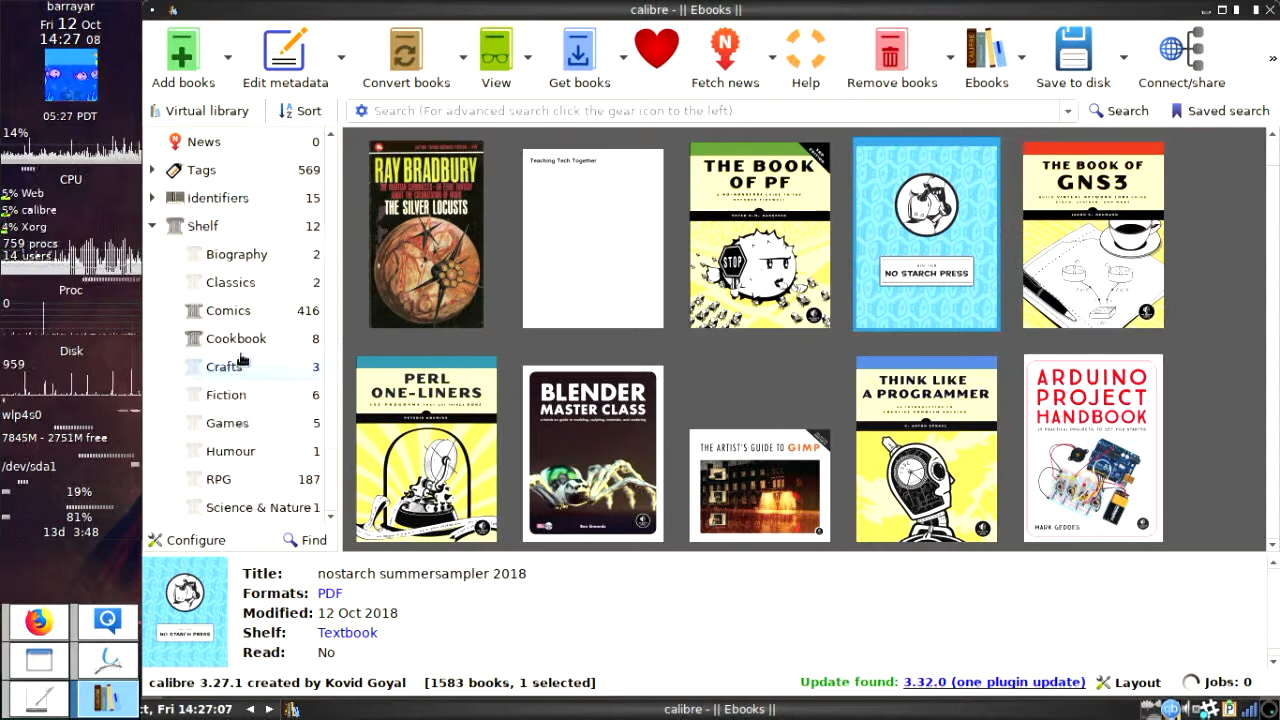 barrayar
Fri 12 Oct
14:27 08
05:27 PDT
14%
CPU
5% Web
5% calibre
4% Xorg
759 procs
14 users
Proc
0
Disk
959
wlp4s0
7845M - 2751M free
/dev/sda1
19%
81%
13d 3:48
calibre - || Ebooks ||
Add books
Edit metadata
Convert books
View
Get books
Fetch news
Help
Remove books
Ebooks
Save to disk
Connect/share
»
Virtual library
Sort
Search (For advanced search click the gear icon to the left)
Search
Saved search
News 0
Tags 569
Identifiers 15
Shelf 12
Biography 2
Classics 2
Comics 416
Cookbook 8
Crafts 3
Fiction 6
Games 5
Humour 1
RPG 187
Science & Nature 1
Configure
Find
RAY BRADBURY
THE SILVER LOCUSTS
Teaching Tech Together
THE BOOK
OF PF
STOP
NO STARCH PRESS
THE BOOK OF
GNS3
PERL
ONE-LINERS
BLENDER
MASTER CLASS
Ben Simonds
THE ARTIST'S GUIDE TO GIMP
THINK LIKE
A PROGRAMMER
ARDUINO
PROJECT
HANDBOOK
MARK GEDDES
NO STARCH PRESS
Title: nostarch summersampler 2018
Formats: PDF
Modified: 12 Oct 2018
Shelf: Textbook
Read: No
calibre 3.27.1 created by Kovid Goyal [1583 books, 1 selected]
Update found: 3.32.0 (one plugin update)
Layout
Jobs: 0
:t, Fri 14:27:07
calibre - || Ebooks ||